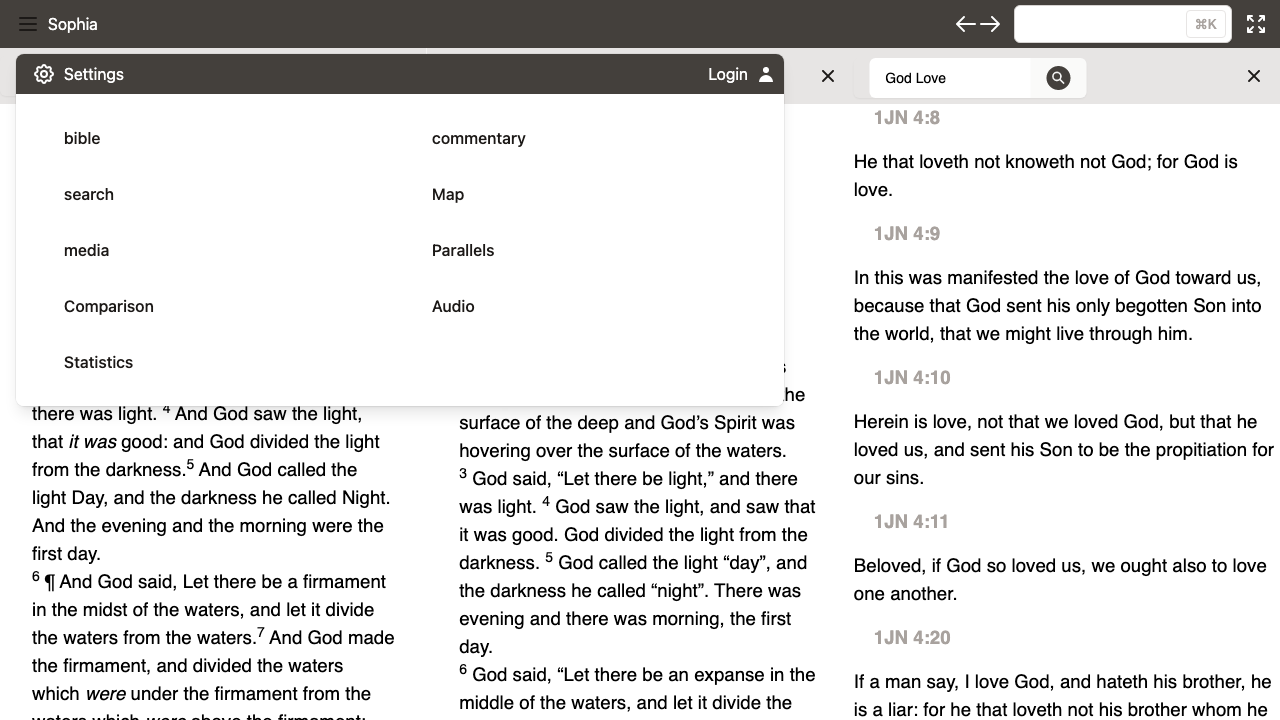 Sophia
⌘K
Settings
Login
bible
commentary
search
Map
media
Parallels
Comparison
Audio
Statistics
there was light. 4 And God saw the light,
that it was good: and God divided the light
from the darkness.5 And God called the
light Day, and the darkness he called Night.
And the evening and the morning were the
first day.
6 ¶ And God said, Let there be a firmament
in the midst of the waters, and let it divide
the waters from the waters.7 And God made
the firmament, and divided the waters
which were under the firmament from the
waters which were above the firmament:
the
surface of the deep and God’s Spirit was
hovering over the surface of the waters.
3 God said, “Let there be light,” and there
was light. 4 God saw the light, and saw that
it was good. God divided the light from the
darkness. 5 God called the light “day”, and
the darkness he called “night”. There was
evening and there was morning, the first
day.
6 God said, “Let there be an expanse in the
middle of the waters, and let it divide the
God Love
1JN 4:8
He that loveth not knoweth not God; for God is
love.
1JN 4:9
In this was manifested the love of God toward us,
because that God sent his only begotten Son into
the world, that we might live through him.
1JN 4:10
Herein is love, not that we loved God, but that he
loved us, and sent his Son to be the propitiation for
our sins.
1JN 4:11
Beloved, if God so loved us, we ought also to love
one another.
1JN 4:20
If a man say, I love God, and hateth his brother, he
is a liar: for he that loveth not his brother whom he